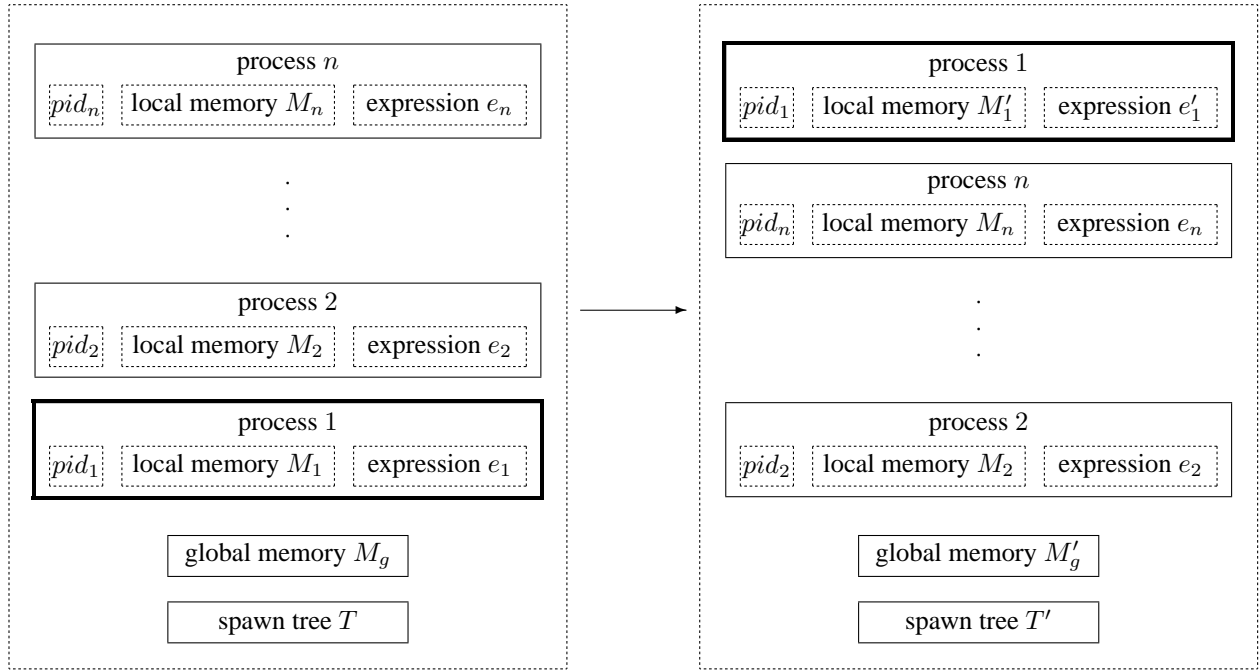 process n
pid_n local memory M_n expression e_n
.
.
.
process 2
pid_2 local memory M_2 expression e_2
process 1
pid_1 local memory M_1 expression e_1
global memory M_g
spawn tree T
process 1
pid_1 local memory M'_1 expression e'_1
process n
pid_n local memory M_n expression e_n
.
.
.
process 2
pid_2 local memory M_2 expression e_2
global memory M'_g
spawn tree T'